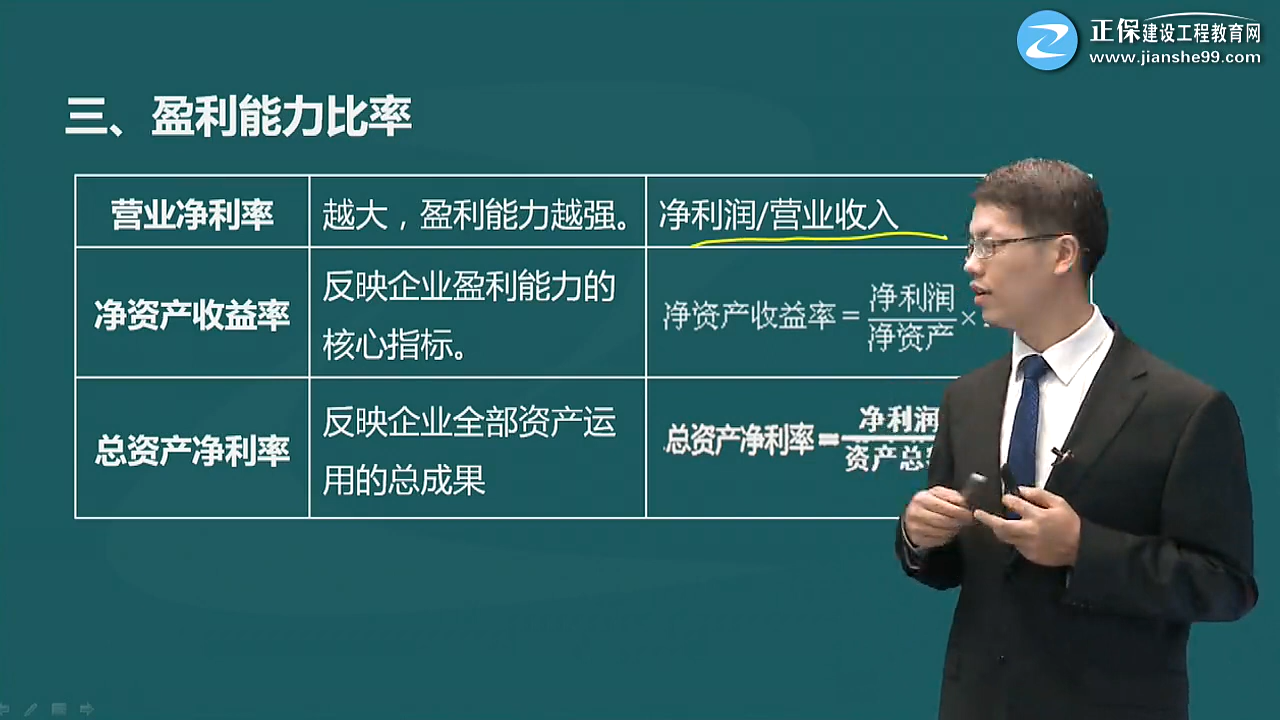 正保建设工程教育网
www.jianshe99.com
三、盈利能力比率
营业净利率
越大，盈利能力越强。
净利润/营业收入
净资产收益率
反映企业盈利能力的
核心指标。
净资产收益率＝净利润
净资产
×
总资产净利率
反映企业全部资产运
用的总成果
总资产净利率＝净利润
资产总